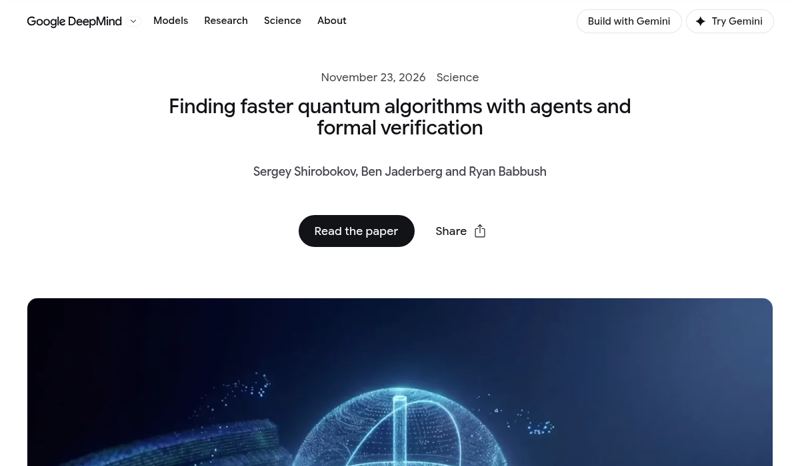 Google DeepMind Models Research Science About Build with Gemini Try Gemini
November 23, 2026 Science
Finding faster quantum algorithms with agents and
formal verification
Sergey Shirobokov, Ben Jaderberg and Ryan Babbush
Read the paper Share